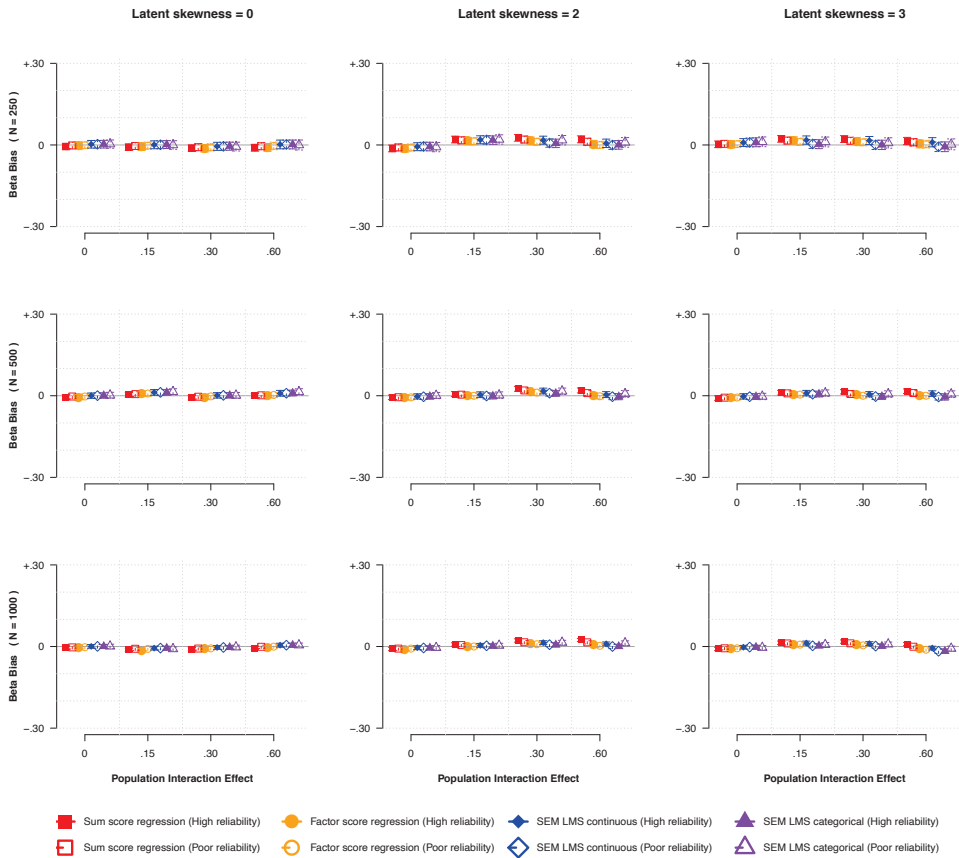 Latent skewness = 0
Latent skewness = 2
Latent skewness = 3
Beta Bias ( N = 250 )
+.30
0
−.30
0 .15 .30 .60
+.30
0
−.30
0 .15 .30 .60
+.30
0
−.30
0 .15 .30 .60
Beta Bias ( N = 500 )
+.30
0
−.30
0 .15 .30 .60
+.30
0
−.30
0 .15 .30 .60
+.30
0
−.30
0 .15 .30 .60
Beta Bias ( N = 1000 )
+.30
0
−.30
0 .15 .30 .60
+.30
0
−.30
0 .15 .30 .60
+.30
0
−.30
0 .15 .30 .60
Population Interaction Effect
Population Interaction Effect
Population Interaction Effect
Sum score regression (High reliability)
Factor score regression (High reliability)
SEM LMS continuous (High reliability)
SEM LMS categorical (High reliability)
Sum score regression (Poor reliability)
Factor score regression (Poor reliability)
SEM LMS continuous (Poor reliability)
SEM LMS categorical (Poor reliability)